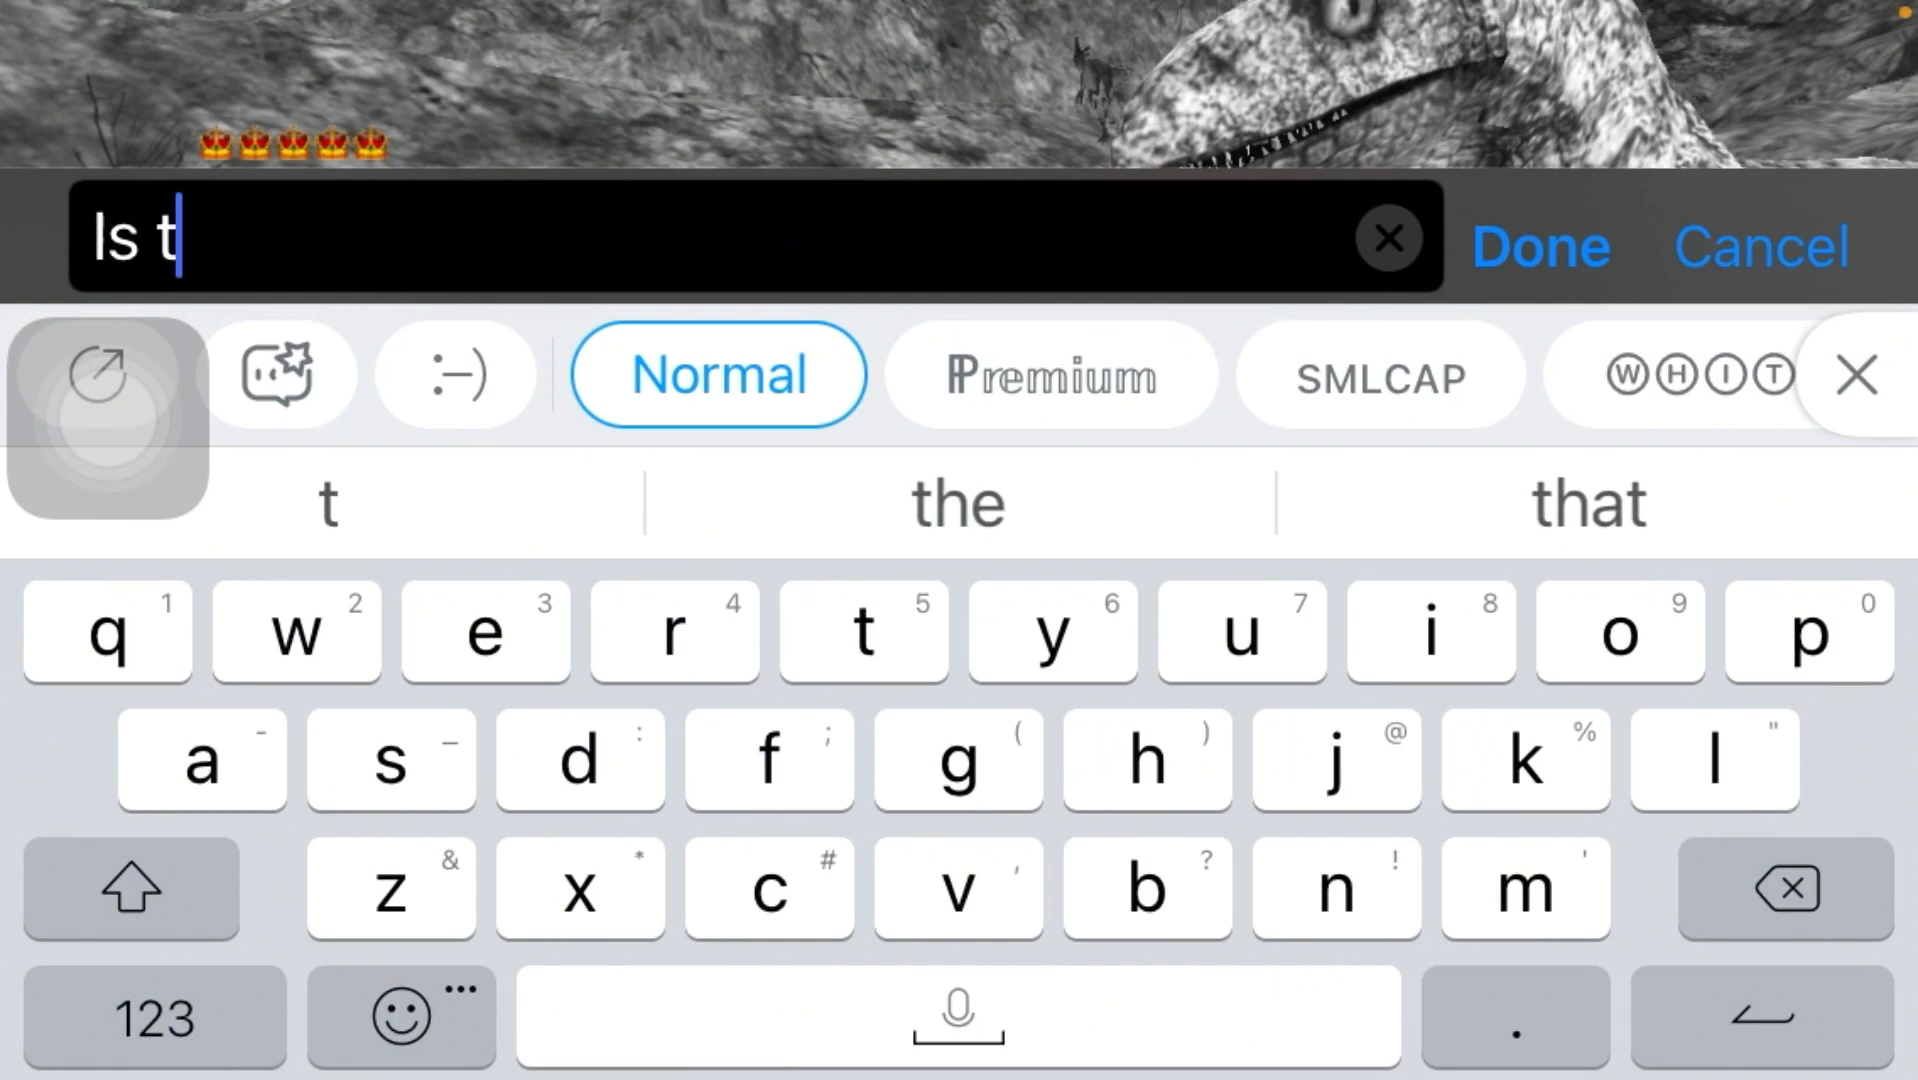 Is t
Done Cancel
:-) Normal ℙremium SMLCAP ⓌⒽⒾⓉ
t the that
q 1 w 2 e 3 r 4 t 5 y 6 u 7 i 8 o 9 p 0
a - s _ d : f ; g ( h ) j @ k % l "
z & x * c # v , b ? n ! m '
123 .